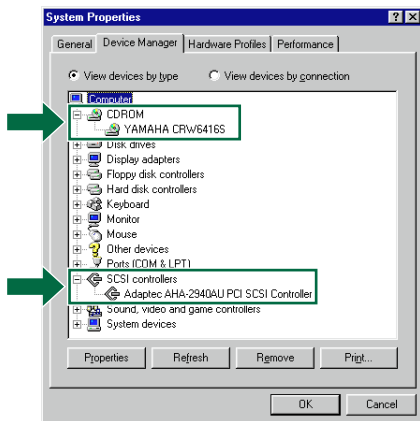 System Properties
General Device Manager Hardware Profiles Performance
View devices by type View devices by connection
Computer
CDROM
YAMAHA CRW6416S
Disk drives
Display adapters
Floppy disk controllers
Hard disk controllers
Keyboard
Monitor
Mouse
Other devices
Ports (COM & LPT)
SCSI controllers
Adaptec AHA-2940AU PCI SCSI Controller
Sound, video and game controllers
System devices
Properties Refresh Remove Print...
OK Cancel